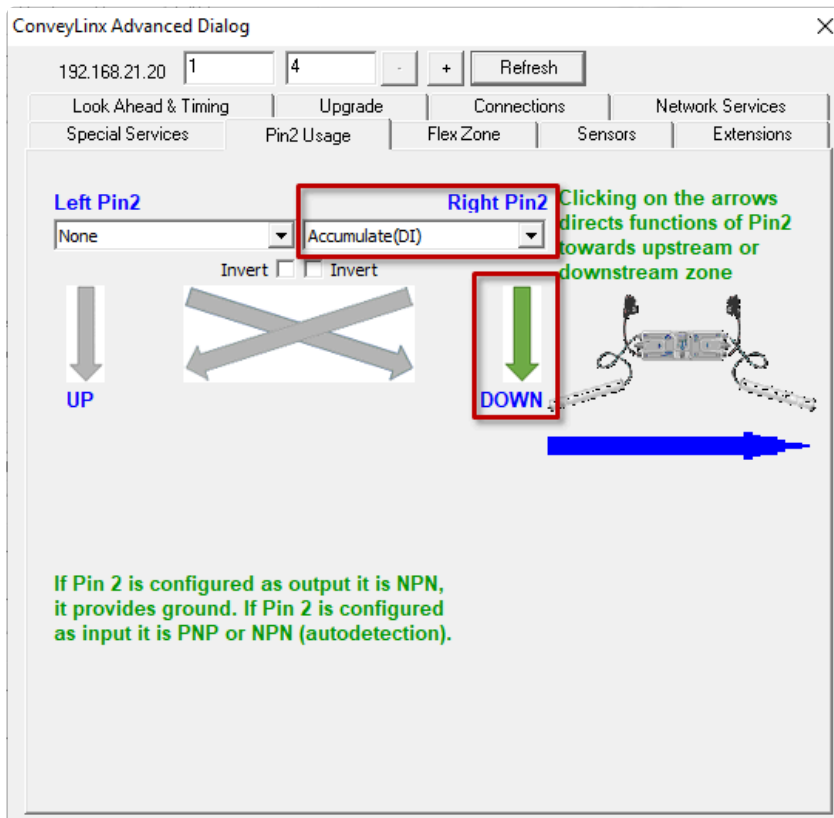 ConveyLinx Advanced Dialog
192.168.21.20 1 4 - + Refresh
Look Ahead & Timing Upgrade Connections Network Services
Special Services Pin2 Usage Flex Zone Sensors Extensions
Left Pin2 Right Pin2
None Accumulate(DI)
Invert Invert
UP DOWN
Clicking on the arrows
directs functions of Pin2
towards upstream or
downstream zone
If Pin 2 is configured as output it is NPN,
it provides ground. If Pin 2 is configured
as input it is PNP or NPN (autodetection).